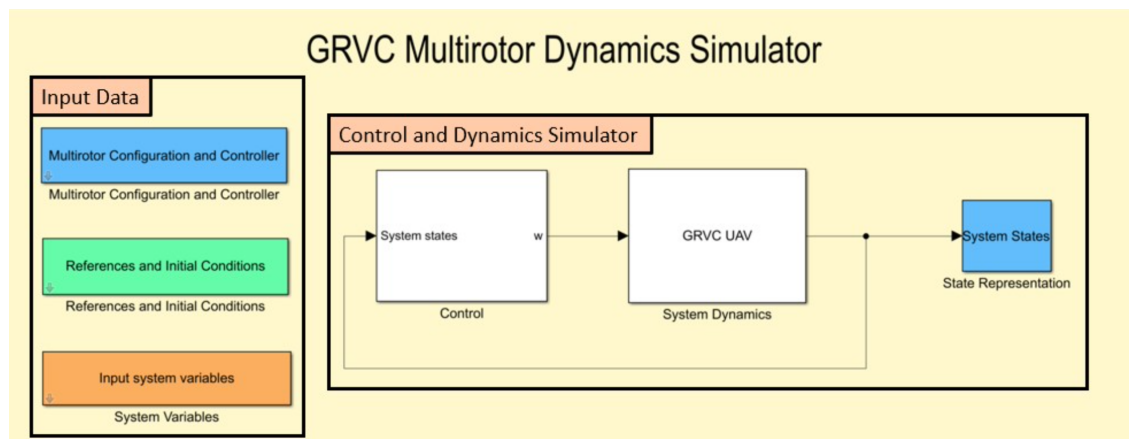 GRVC Multirotor Dynamics Simulator
Input Data
Multirotor Configuration and Controller
Multirotor Configuration and Controller
References and Initial Conditions
References and Initial Conditions
Input system variables
System Variables
Control and Dynamics Simulator
System states
w
Control
GRVC UAV
System Dynamics
System States
State Representation